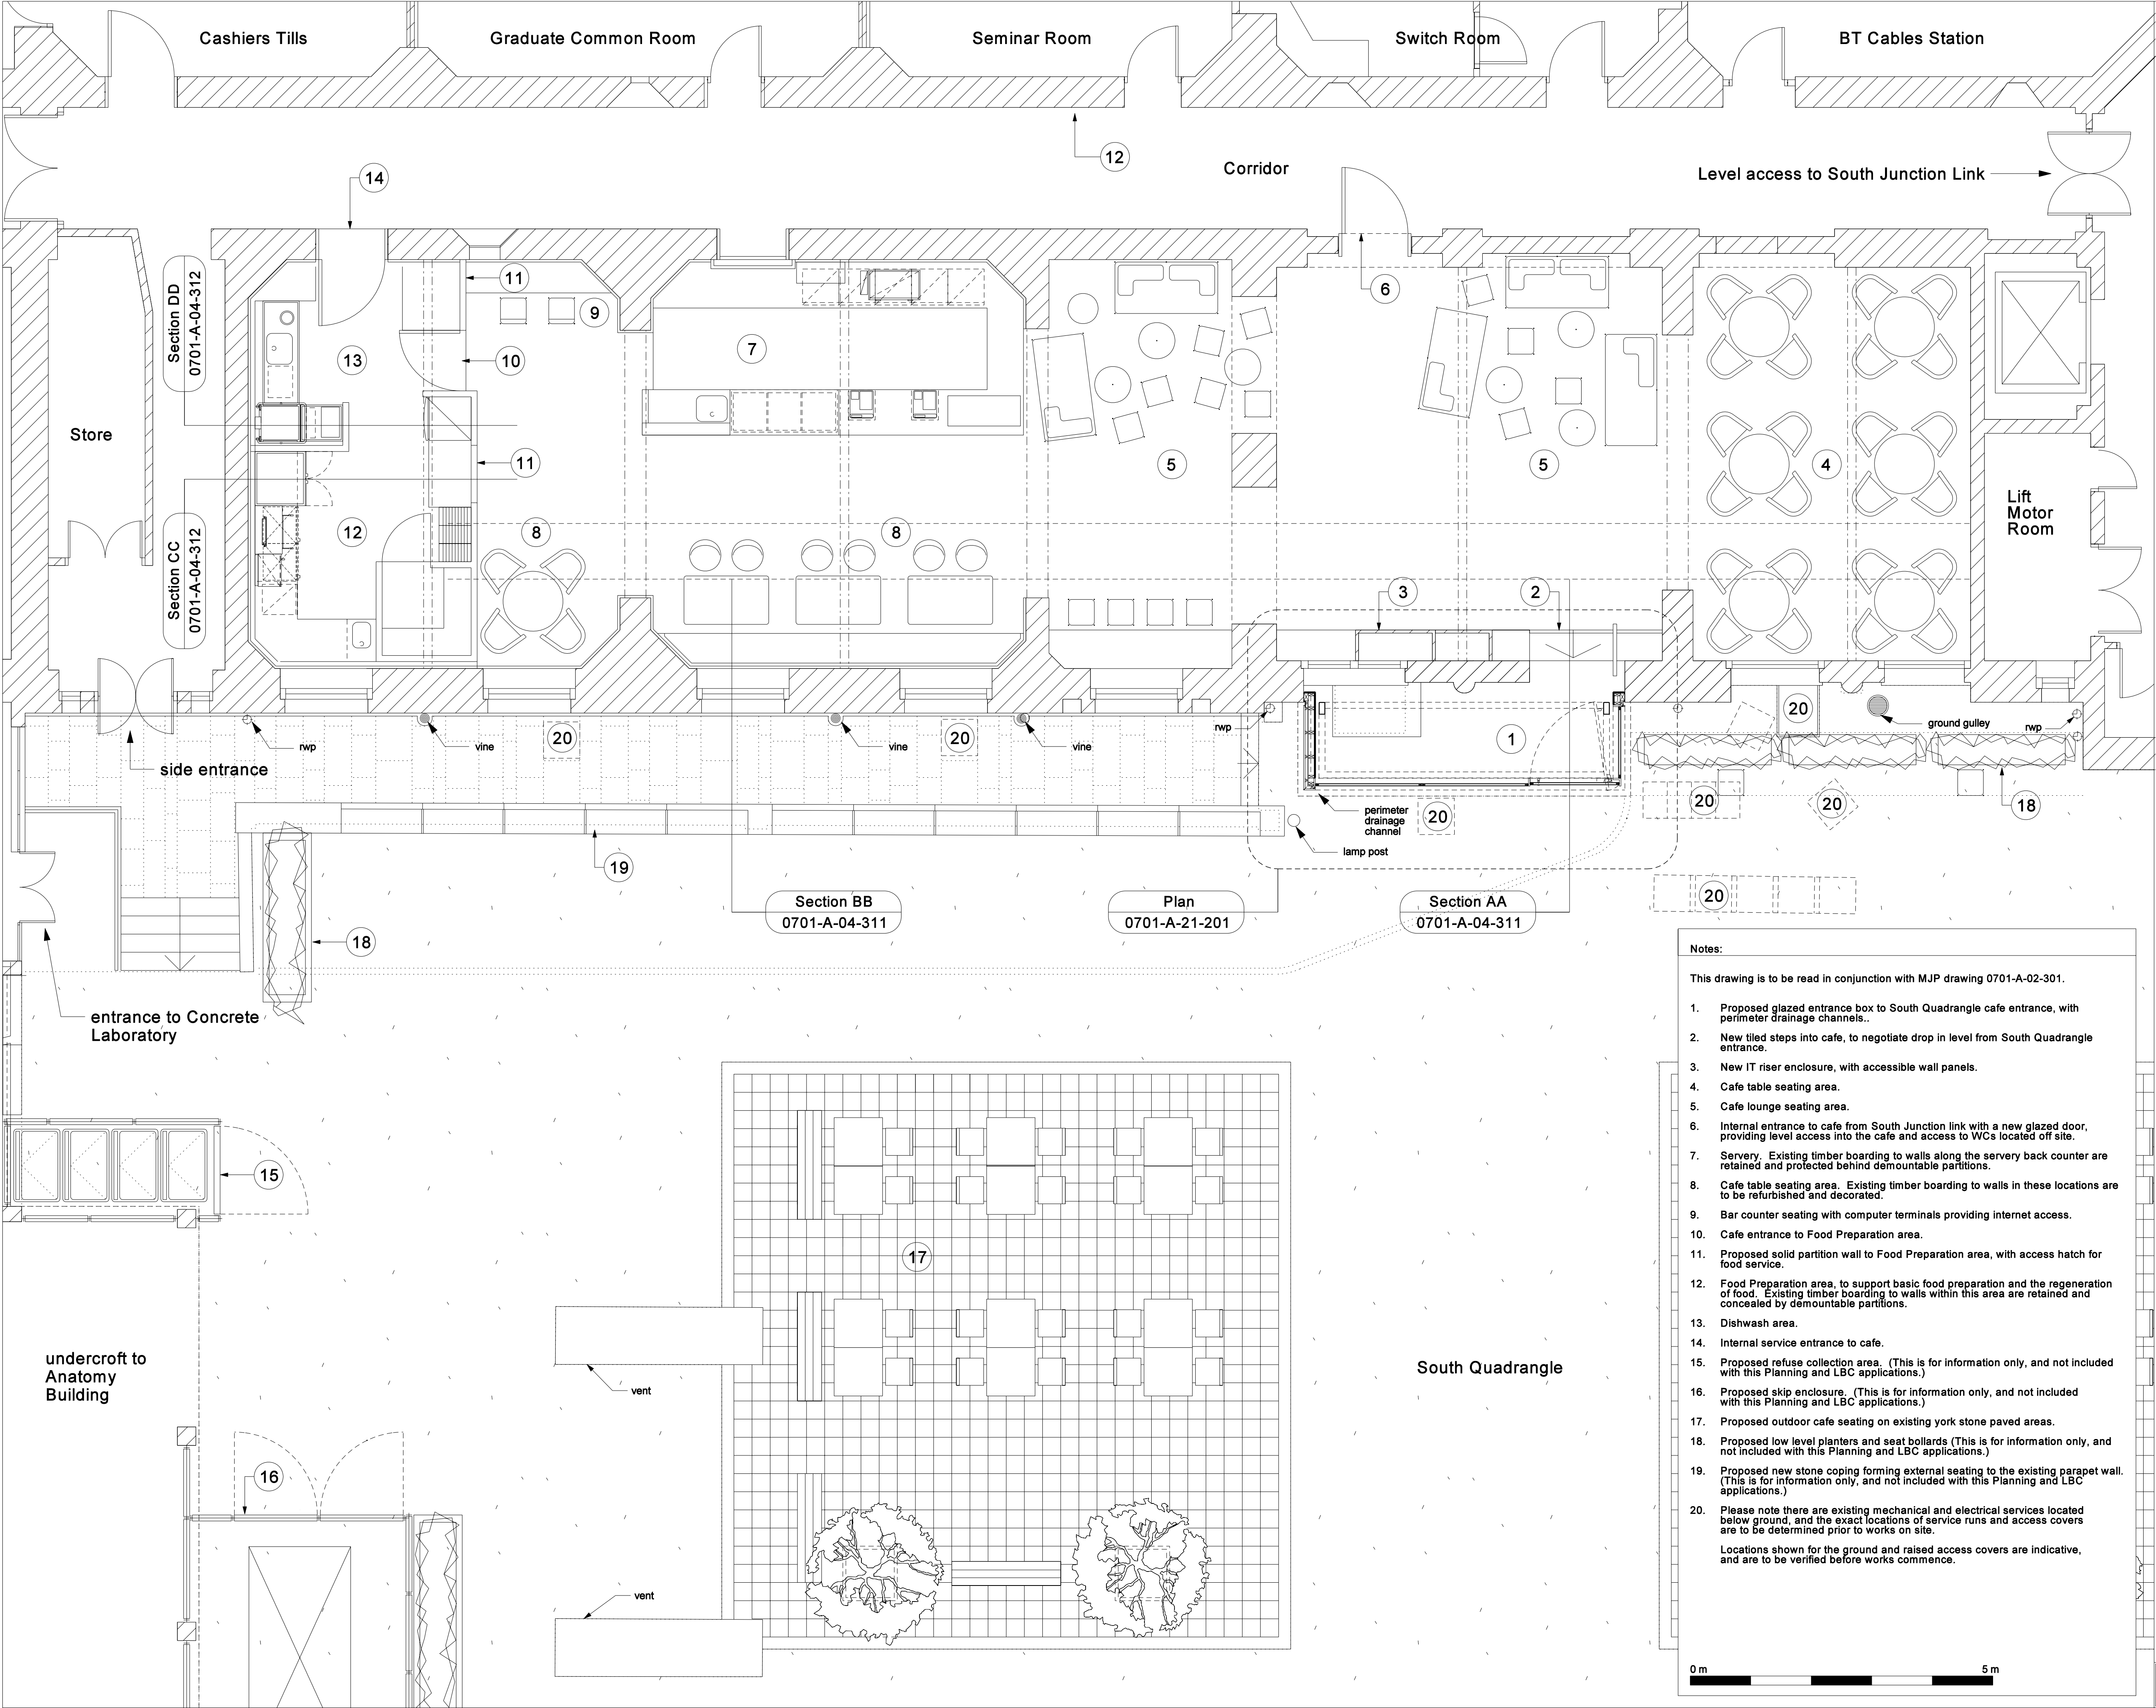 Cashiers Tills
Graduate Common Room
Seminar Room
Switch Room
BT Cables Station
12
Corridor
Level access to South Junction Link
14
Section DD
0701-A-04-312
11
6
9
13
10
7
Store
11
5
5
4
Lift
Motor
Room
12
8
8
Section CC
0701-A-04-312
3
2
rwp
vine
20
vine
20
vine
rwp
1
20
ground gulley
rwp
side entrance
perimeter
drainage
channel
20
20
20
18
lamp post
19
Section BB
0701-A-04-311
Plan
0701-A-21-201
Section AA
0701-A-04-311
20
18
entrance to Concrete
Laboratory
15
17
undercroft to
Anatomy
Building
vent
South Quadrangle
16
vent
Notes:
This drawing is to be read in conjunction with MJP drawing 0701-A-02-301.
1. Proposed glazed entrance box to South Quadrangle cafe entrance, with
perimeter drainage channels..
2. New tiled steps into cafe, to negotiate drop in level from South Quadrangle
entrance.
3. New IT riser enclosure, with accessible wall panels.
4. Cafe table seating area.
5. Cafe lounge seating area.
6. Internal entrance to cafe from South Junction link with a new glazed door,
providing level access into the cafe and access to WCs located off site.
7. Servery. Existing timber boarding to walls along the servery back counter are
retained and protected behind demountable partitions.
8. Cafe table seating area. Existing timber boarding to walls in these locations are
to be refurbished and decorated.
9. Bar counter seating with computer terminals providing internet access.
10. Cafe entrance to Food Preparation area.
11. Proposed solid partition wall to Food Preparation area, with access hatch for
food service.
12. Food Preparation area, to support basic food preparation and the regeneration
of food. Existing timber boarding to walls within this area are retained and
concealed by demountable partitions.
13. Dishwash area.
14. Internal service entrance to cafe.
15. Proposed refuse collection area. (This is for information only, and not included
with this Planning and LBC applications.)
16. Proposed skip enclosure. (This is for information only, and not included
with this Planning and LBC applications.)
17. Proposed outdoor cafe seating on existing york stone paved areas.
18. Proposed low level planters and seat bollards (This is for information only, and
not included with this Planning and LBC applications.)
19. Proposed new stone coping forming external seating to the existing parapet wall.
(This is for information only, and not included with this Planning and LBC
applications.)
20. Please note there are existing mechanical and electrical services located
below ground, and the exact locations of service runs and access covers
are to be determined prior to works on site.
Locations shown for the ground and raised access covers are indicative,
and are to be verified before works commence.
0 m
5 m